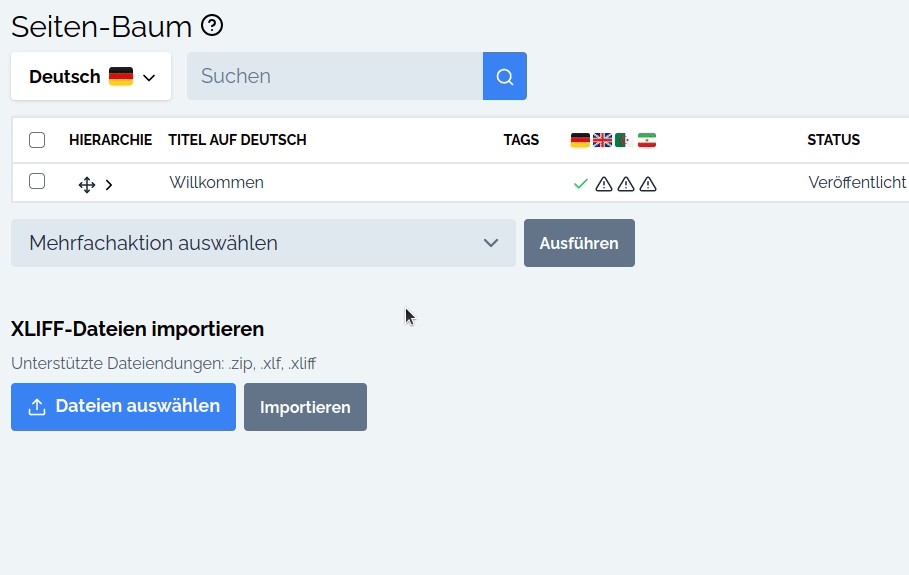 Seiten-Baum
Deutsch
Suchen
HIERARCHIE TITEL AUF DEUTSCH TAGS STATUS
Willkommen Veröffentlicht
Mehrfachaktion auswählen Ausführen
XLIFF-Dateien importieren
Unterstützte Dateiendungen: .zip, .xlf, .xliff
Dateien auswählen Importieren